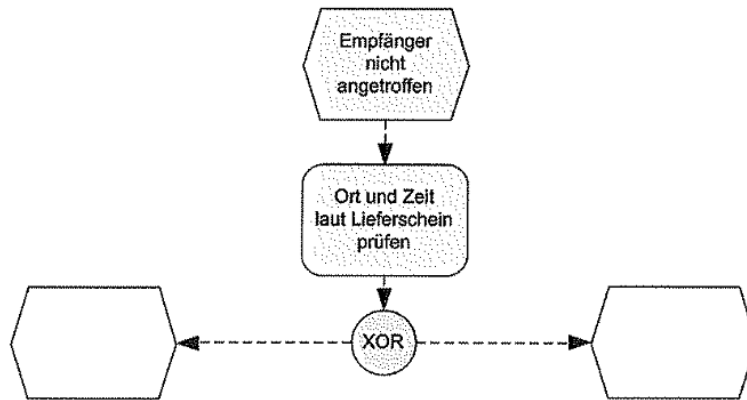 Empfänger
nicht
angetroffen
Ort und Zeit
laut Lieferschein
prüfen
XOR